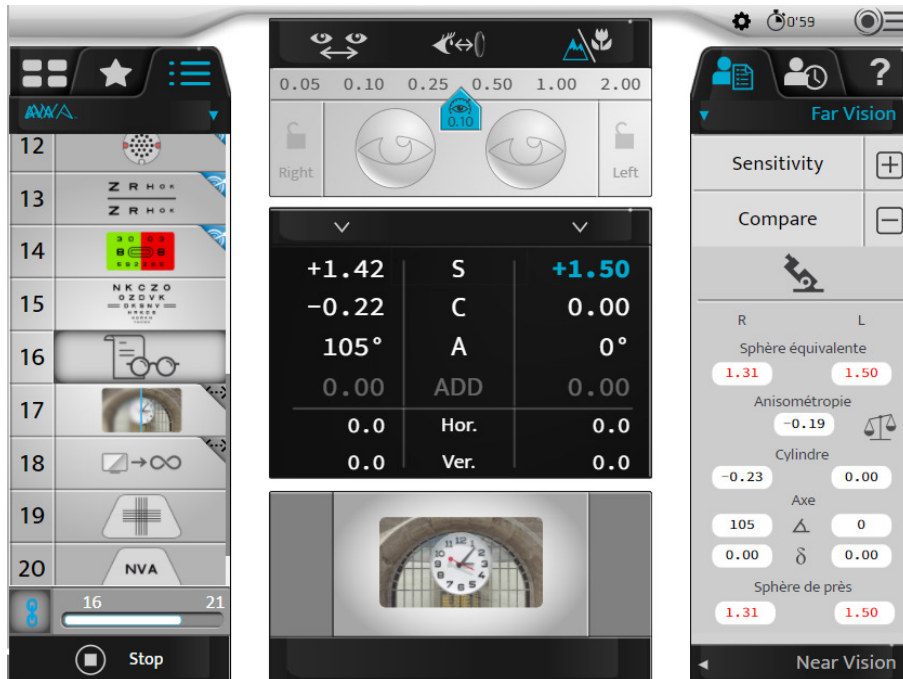 0'59
AWA
12
13
Z R H O K
Z R H O K
14
15
N K C Z O
O Z D V K
O K S N V
16
17
18
∞
19
20
NVA
16 21
Stop
0.05 0.10 0.25 0.50 1.00 2.00
0.10
Right
Left
+1.42 S +1.50
−0.22 C 0.00
105° A 0°
0.00 ADD 0.00
0.0 Hor. 0.0
0.0 Ver. 0.0
?
Far Vision
Sensitivity
Compare
R L
Sphère équivalente
1.31 1.50
Anisométropie
−0.19
Cylindre
−0.23 0.00
Axe
105 0
0.00 δ 0.00
Sphère de près
1.31 1.50
Near Vision